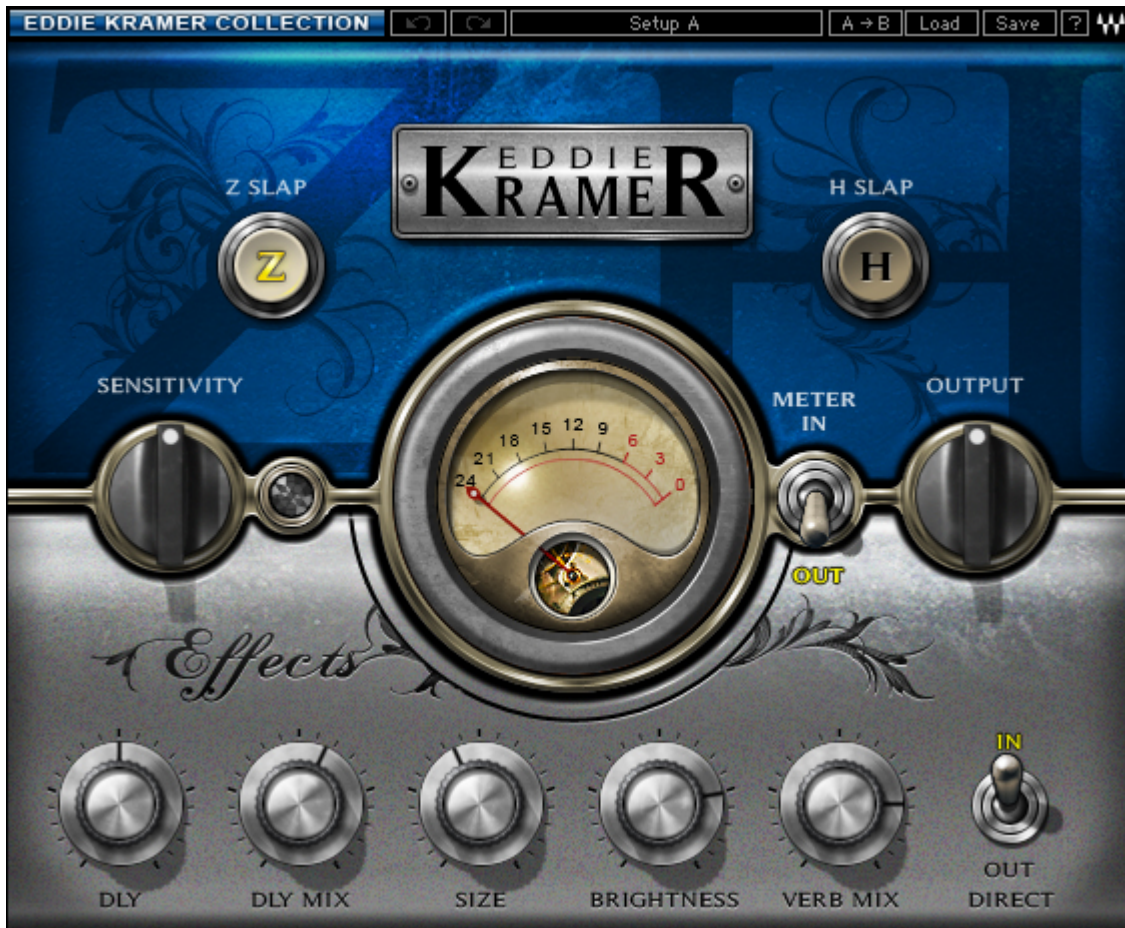 EDDIE KRAMER COLLECTION
Setup A
A→B
Load
Save
?
EDDIE
KRAMER
Z SLAP
Z
H SLAP
H
SENSITIVITY
METER
IN
OUTPUT
24 21 18 15 12 9 6 3 0
OUT
Effects
IN
OUT
DLY
DLY MIX
SIZE
BRIGHTNESS
VERB MIX
DIRECT